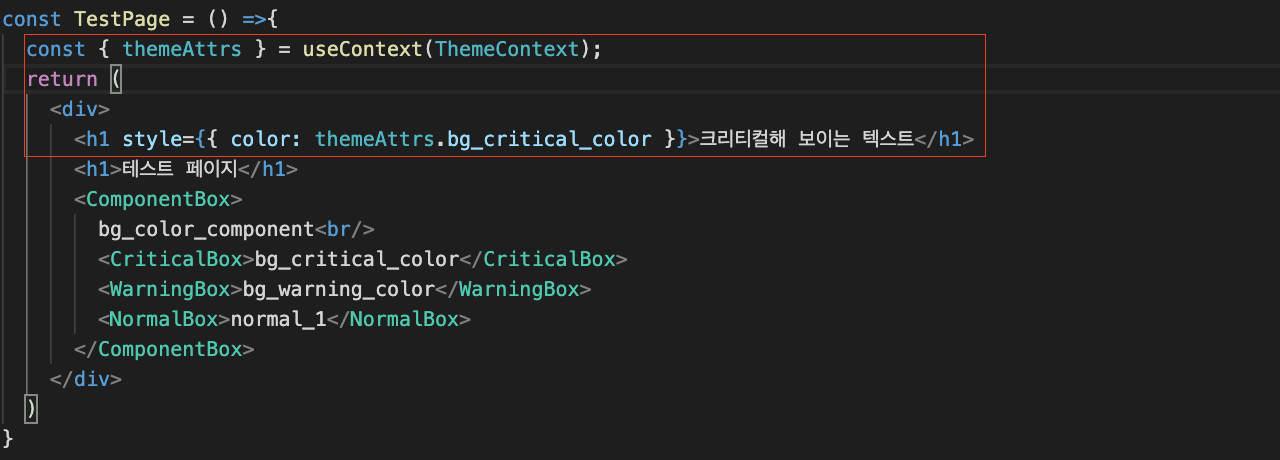 const TestPage = () =>{
const { themeAttrs } = useContext(ThemeContext);
return (
<div>
<h1 style={{ color: themeAttrs.bg_critical_color }}>크리티컬해 보이는 텍스트</h1>
<h1>테스트 페이지</h1>
<ComponentBox>
bg_color_component<br/>
<CriticalBox>bg_critical_color</CriticalBox>
<WarningBox>bg_warning_color</WarningBox>
<NormalBox>normal_1</NormalBox>
</ComponentBox>
</div>
)
}